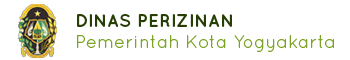 DINAS PERIZINAN
Pemerintah Kota Yogyakarta